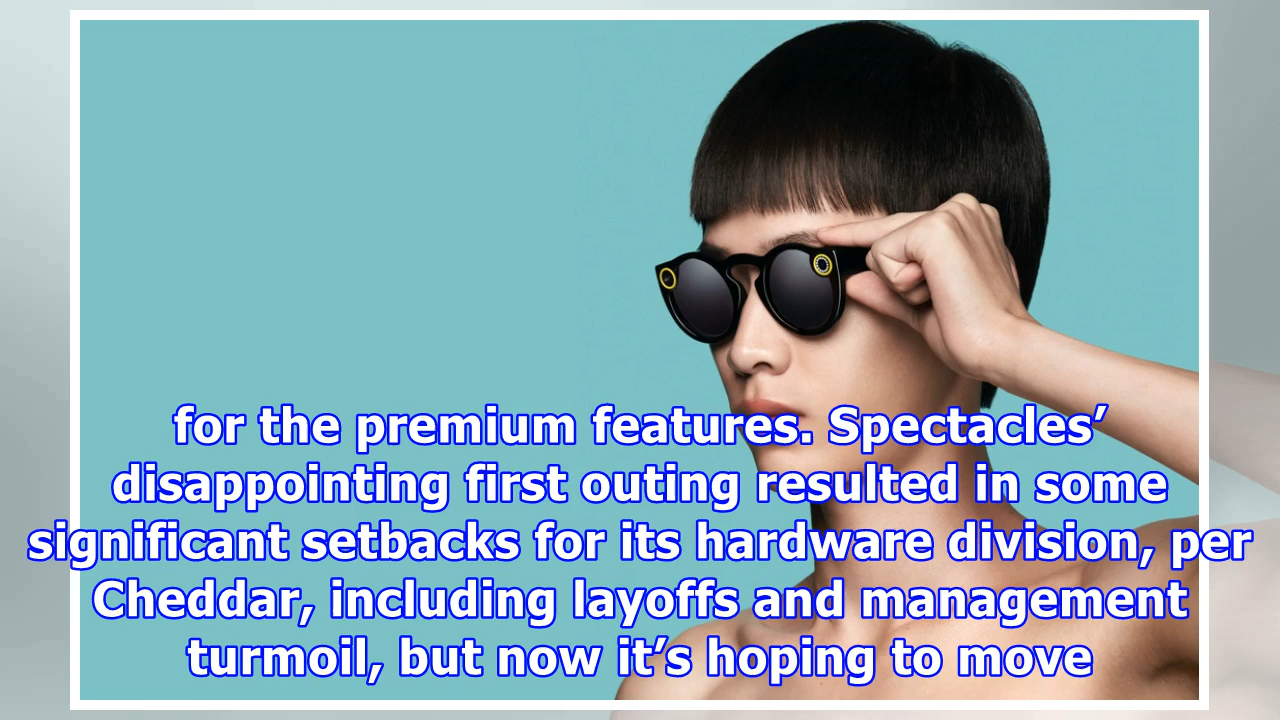 for the premium features. Spectacles’
disappointing first outing resulted in some
significant setbacks for its hardware division, per
Cheddar, including layoffs and management
turmoil, but now it’s hoping to move